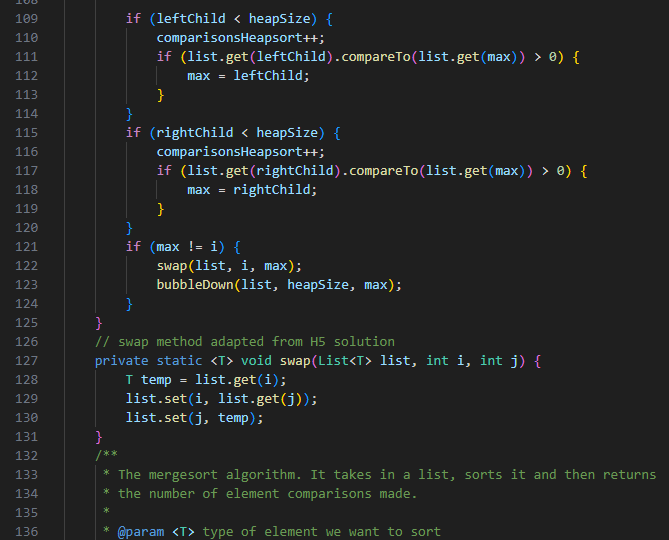 108
109 if (leftChild < heapSize) {
110 comparisonsHeapsort++;
111 if (list.get(leftChild).compareTo(list.get(max)) > 0) {
112 max = leftChild;
113 }
114 }
115 if (rightChild < heapSize) {
116 comparisonsHeapsort++;
117 if (list.get(rightChild).compareTo(list.get(max)) > 0) {
118 max = rightChild;
119 }
120 }
121 if (max != i) {
122 swap(list, i, max);
123 bubbleDown(list, heapSize, max);
124 }
125 }
126 // swap method adapted from H5 solution
127 private static <T> void swap(List<T> list, int i, int j) {
128 T temp = list.get(i);
129 list.set(i, list.get(j));
130 list.set(j, temp);
131 }
132 /**
133 * The mergesort algorithm. It takes in a list, sorts it and then returns
134 * the number of element comparisons made.
135 *
136 * @param <T> type of element we want to sort